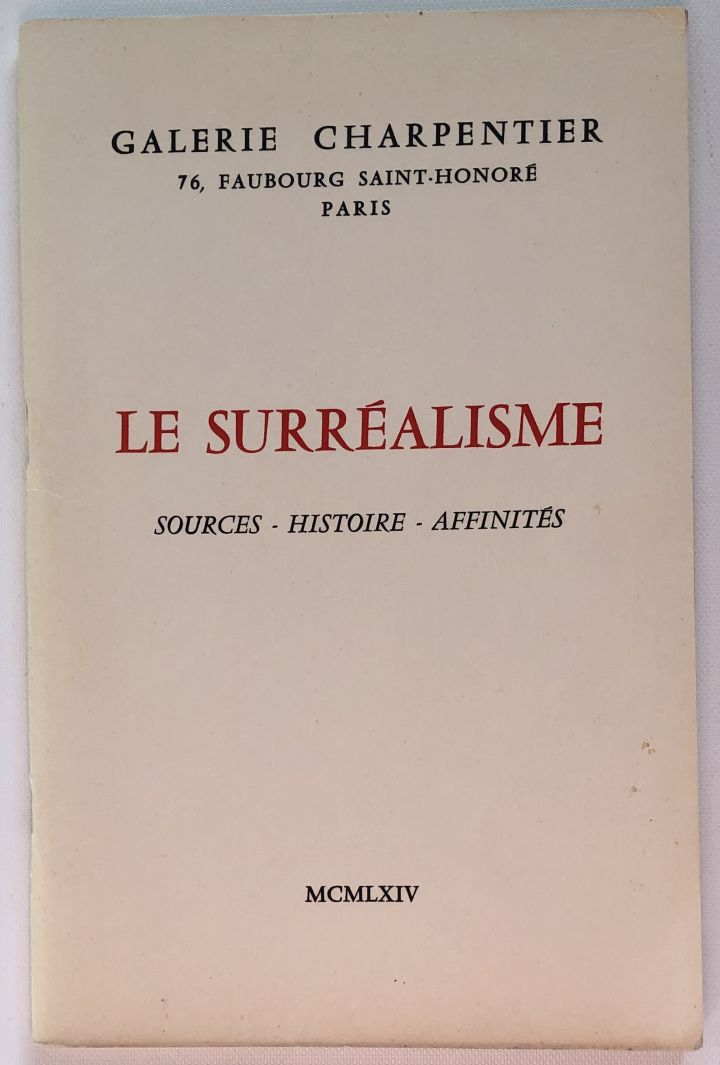 GALERIE CHARPENTIER
76, FAUBOURG SAINT-HONORÉ
PARIS
LE SURRÉALISME
SOURCES - HISTOIRE - AFFINITÉS
MCMLXIV